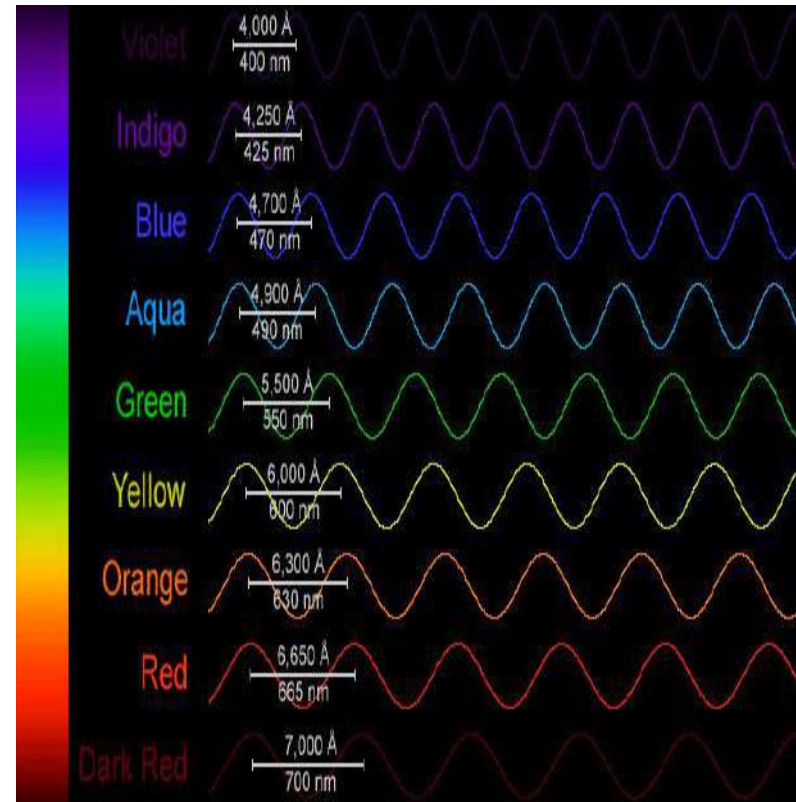 Violet
4,000 Å
400 nm
Indigo
4,250 Å
425 nm
Blue
4,700 Å
470 nm
Aqua
4,900 Å
490 nm
Green
5,500 Å
550 nm
Yellow
6,000 Å
600 nm
Orange
6,300 Å
630 nm
Red
6,650 Å
665 nm
Dark Red
7,000 Å
700 nm